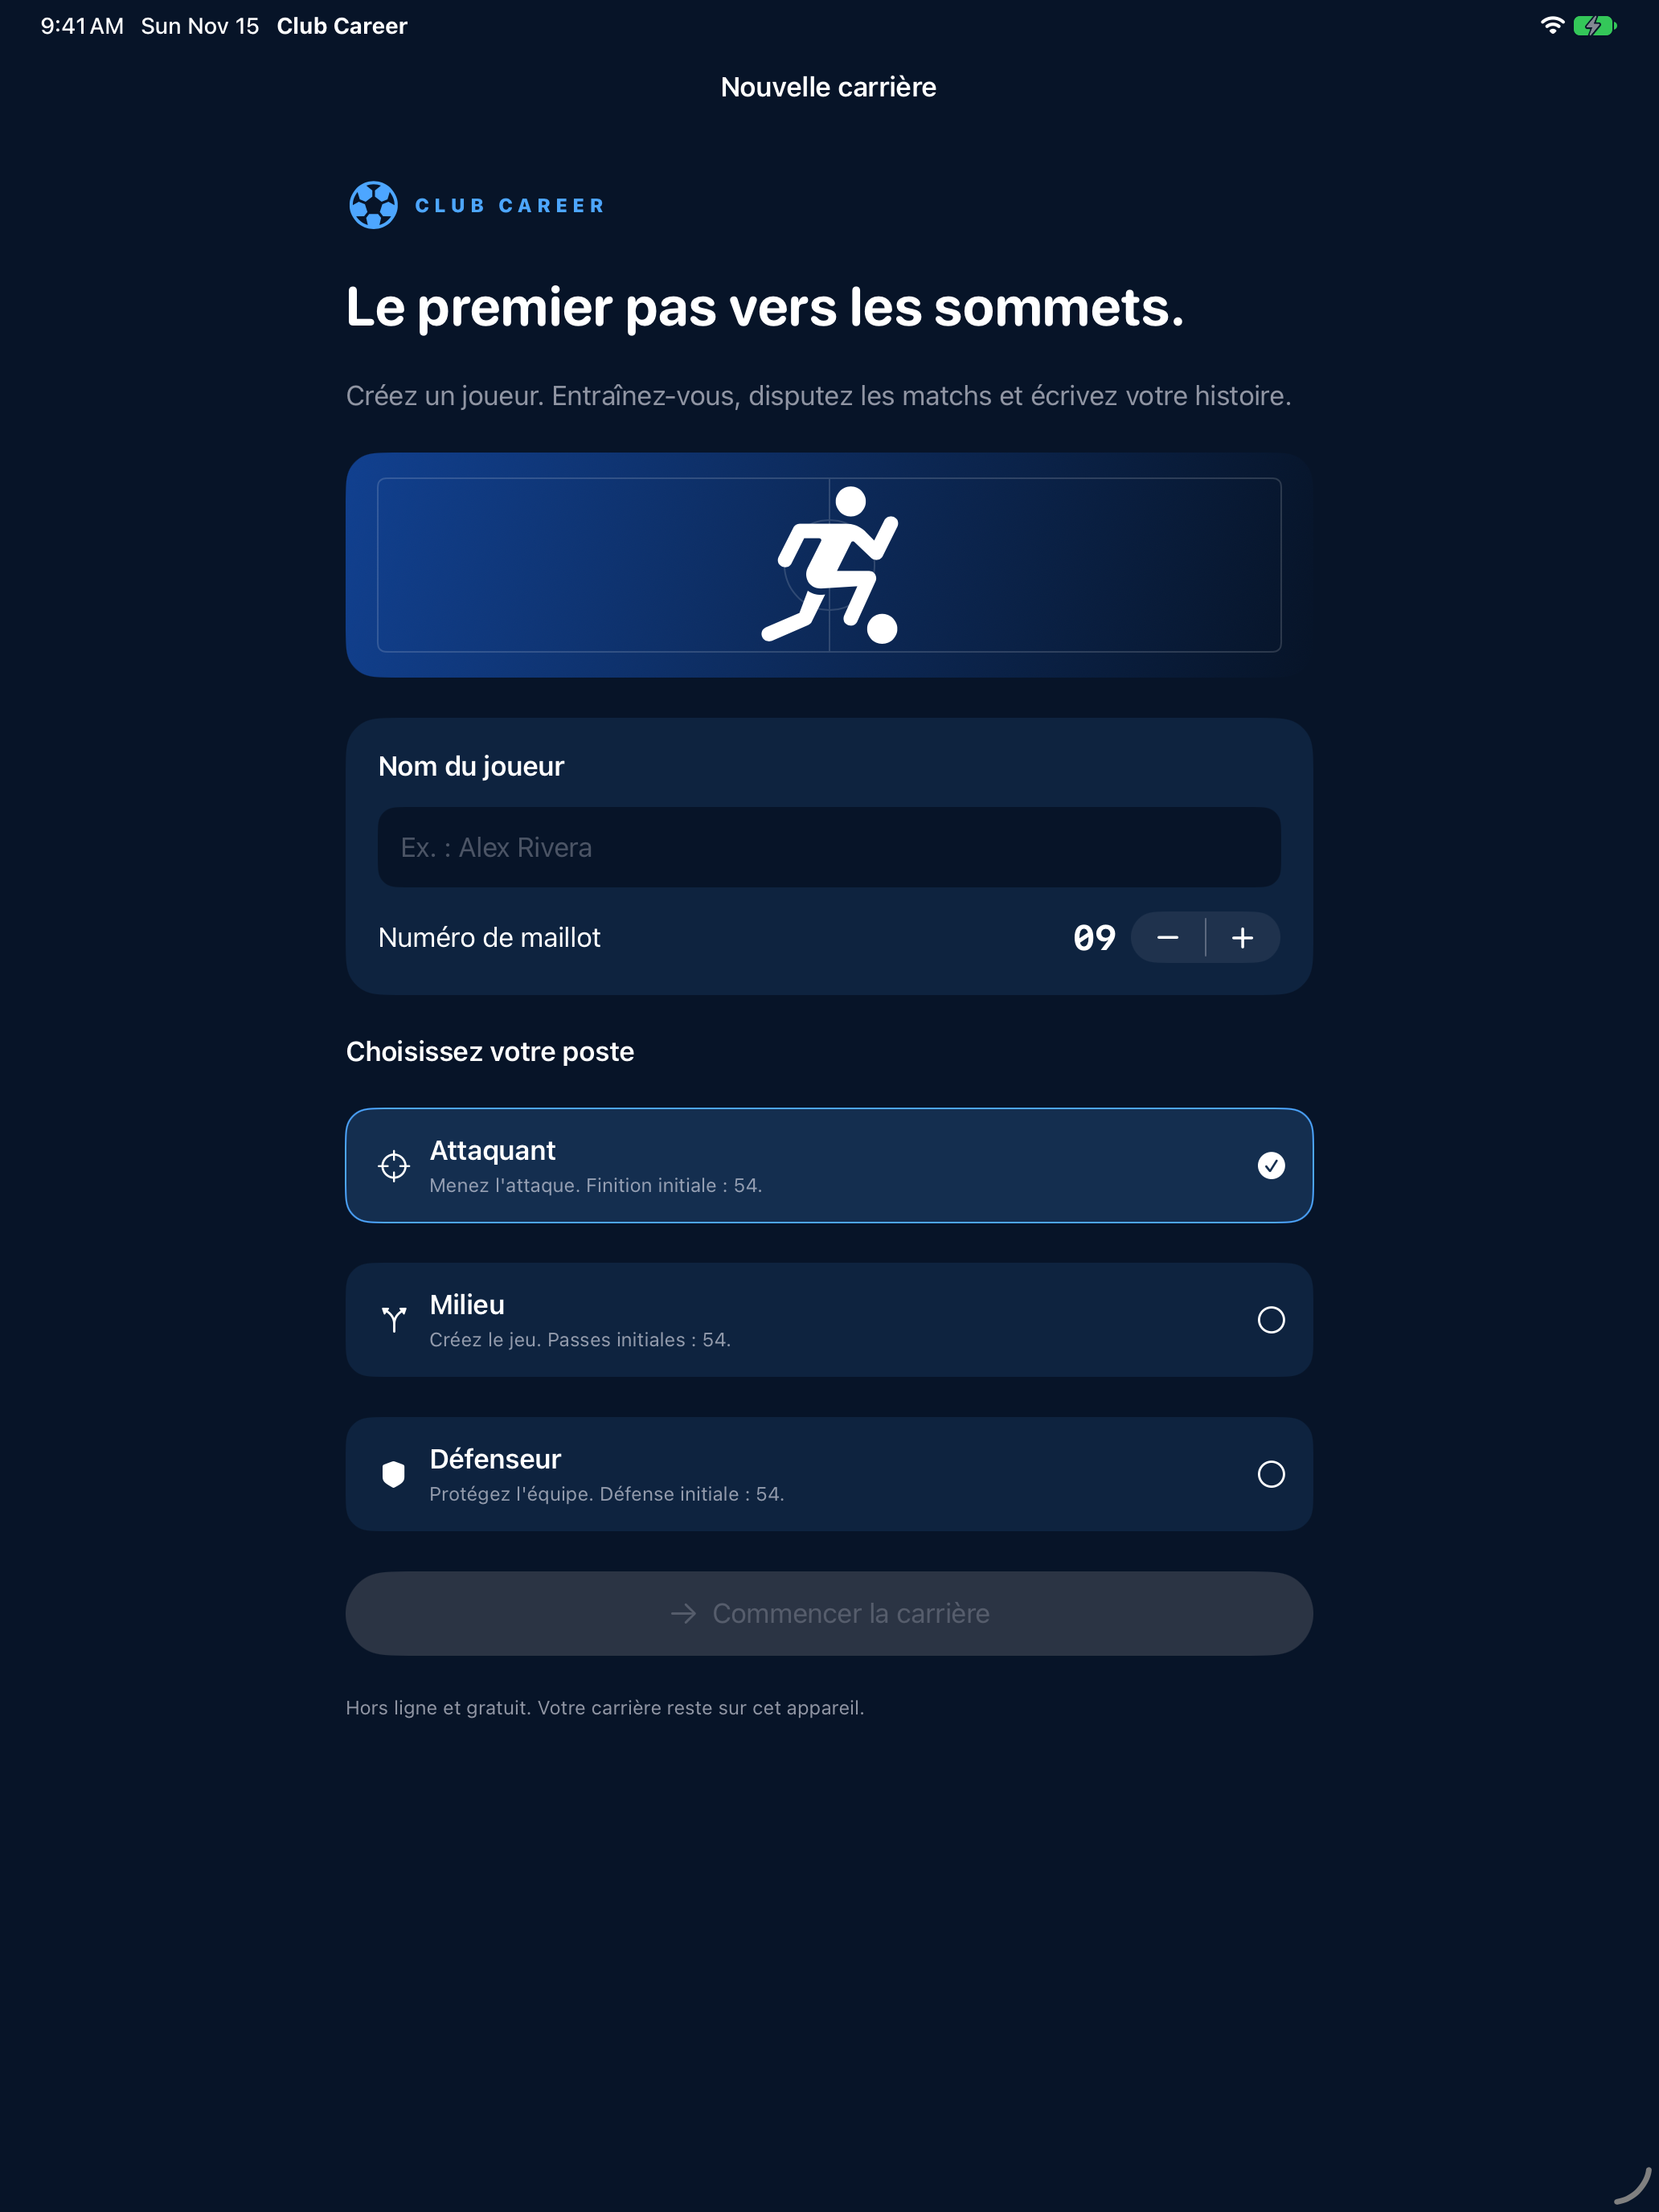 9:41 AM Sun Nov 15 Club Career
Nouvelle carrière
CLUB CAREER
Le premier pas vers les sommets.
Créez un joueur. Entraînez-vous, disputez les matchs et écrivez votre histoire.
Nom du joueur
Ex. : Alex Rivera
Numéro de maillot 09
Choisissez votre poste
Attaquant
Menez l'attaque. Finition initiale : 54.
Milieu
Créez le jeu. Passes initiales : 54.
Défenseur
Protégez l'équipe. Défense initiale : 54.
Commencer la carrière
Hors ligne et gratuit. Votre carrière reste sur cet appareil.